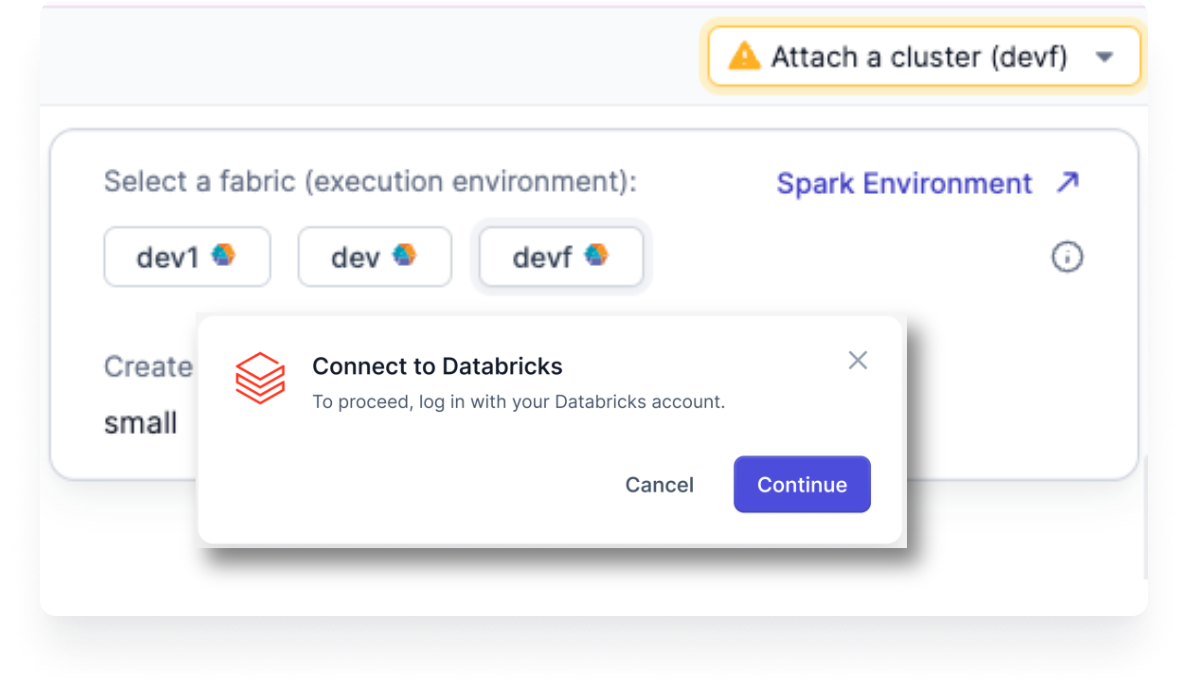 Attach a cluster (devf)
Select a fabric (execution environment):
Spark Environment
dev1
dev
devf
Create
small
Connect to Databricks
To proceed, log in with your Databricks account.
Cancel
Continue